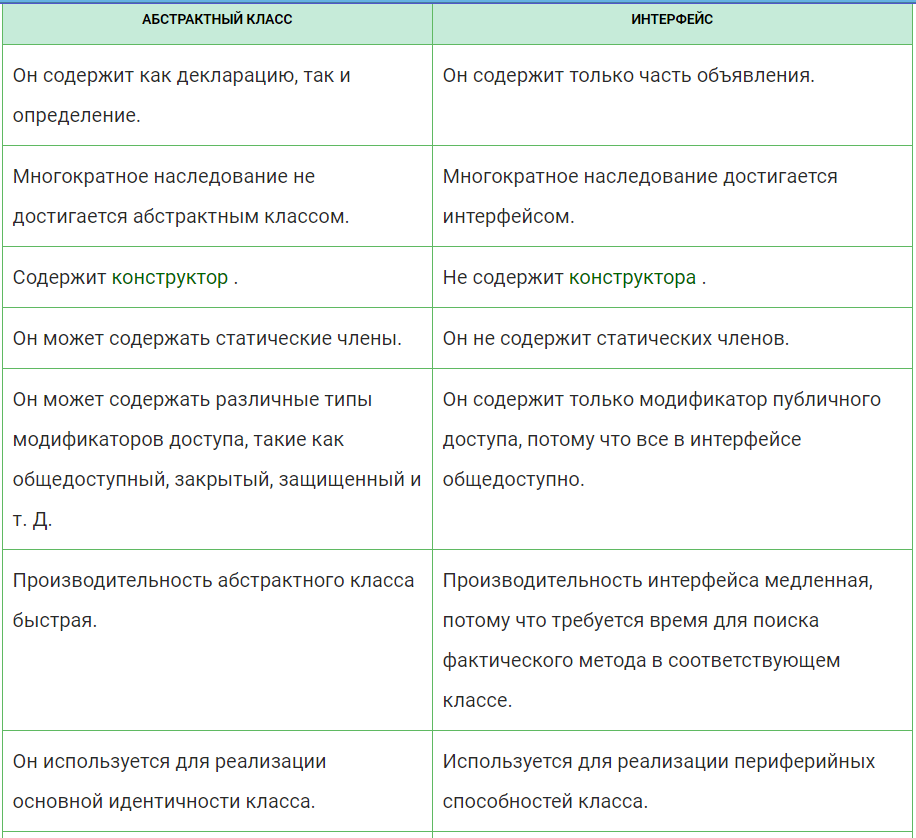 АБСТРАКТНЫЙ КЛАСС
ИНТЕРФЕЙС
Он содержит как декларацию, так и
определение.
Он содержит только часть объявления.
Многократное наследование не
достигается абстрактным классом.
Многократное наследование достигается
интерфейсом.
Содержит конструктор .
Не содержит конструктора .
Он может содержать статические члены.
Он не содержит статических членов.
Он может содержать различные типы
модификаторов доступа, такие как
общедоступный, закрытый, защищенный и
т. Д.
Он содержит только модификатор публичного
доступа, потому что все в интерфейсе
общедоступно.
Производительность абстрактного класса
быстрая.
Производительность интерфейса медленная,
потому что требуется время для поиска
фактического метода в соответствующем
классе.
Он используется для реализации
основной идентичности класса.
Используется для реализации периферийных
способностей класса.